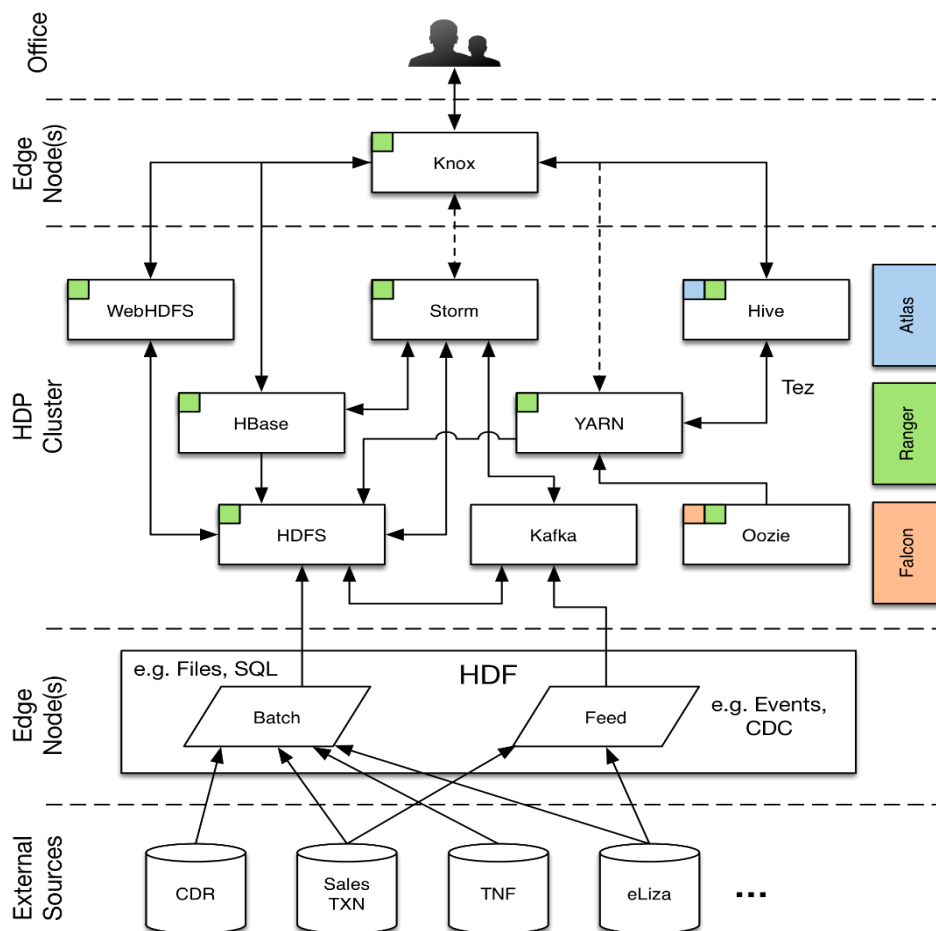 Office
Edge
Node(s)
Knox
HDP
Cluster
WebHDFS
Storm
Hive
Atlas
Tez
HBase
YARN
Ranger
HDFS
Kafka
Oozie
Falcon
Edge
Node(s)
e.g. Files, SQL
HDF
Batch
Feed
e.g. Events,
CDC
External
Sources
CDR
Sales
TXN
TNF
eLiza
...